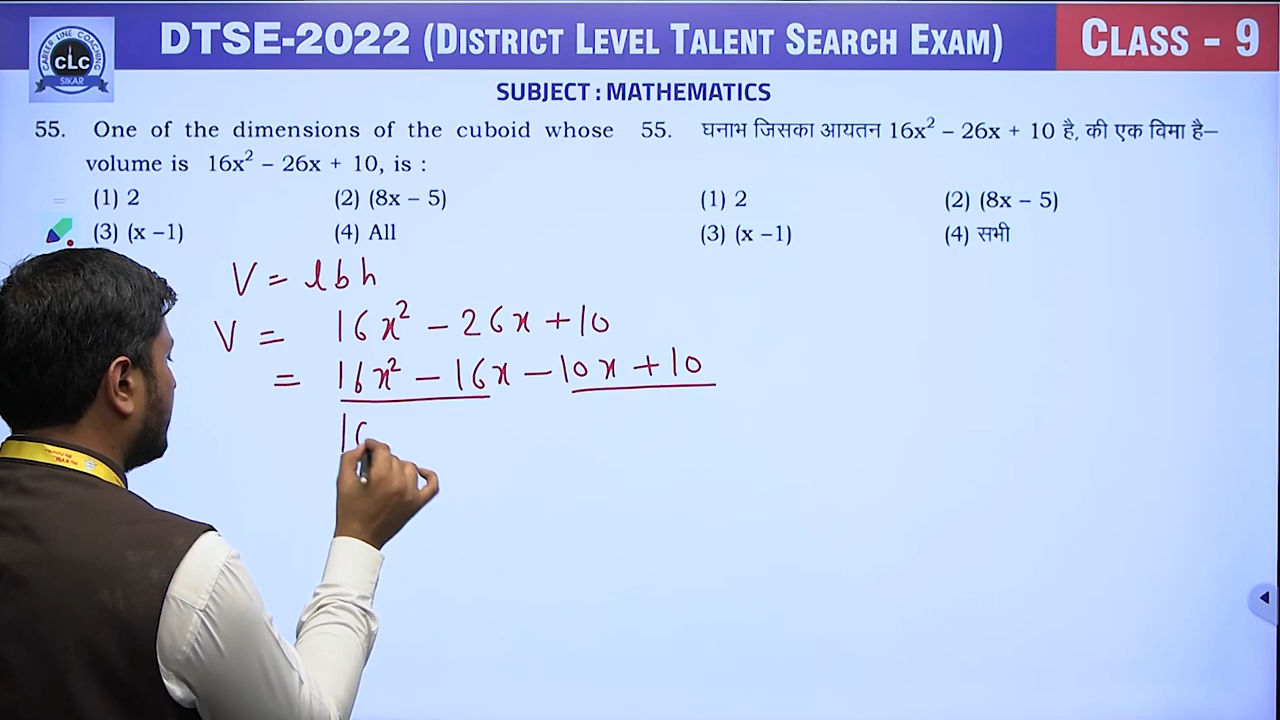 DTSE-2022 (DISTRICT LEVEL TALENT SEARCH EXAM)
CLASS - 9
CAREER LINE COACHING
CLC
SIKAR
SUBJECT : MATHEMATICS
55. One of the dimensions of the cuboid whose
volume is 16x² – 26x + 10, is :
(1) 2 (2) (8x – 5)
(3) (x –1) (4) All
55. घनाभ जिसका आयतन 16x² – 26x + 10 है, की एक विमा है–
(1) 2 (2) (8x – 5)
(3) (x –1) (4) सभी
V = l b h
V = 16x² – 26x + 10
= 16x² – 16x – 10x + 10
16